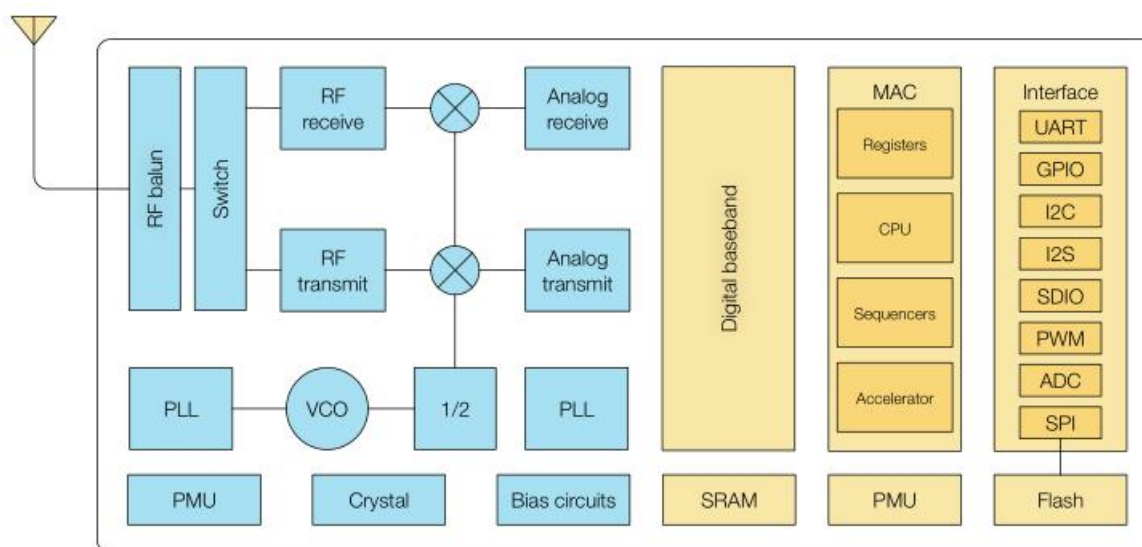 RF balun
Switch
RF
receive
Analog
receive
RF
transmit
Analog
transmit
PLL
VCO
1/2
PLL
PMU
Crystal
Bias circuits
Digital baseband
SRAM
MAC
Registers
CPU
Sequencers
Accelerator
PMU
Interface
UART
GPIO
I2C
I2S
SDIO
PWM
ADC
SPI
Flash